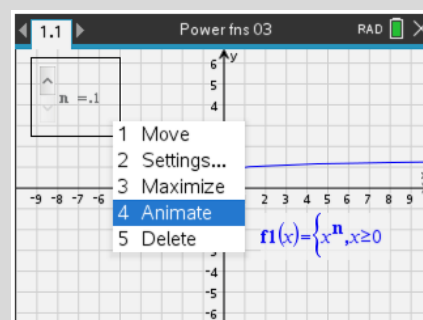 1.1 Power fns 03 RAD
y
6
5
4
n =.1
1 Move
2 Settings...
3 Maximize
4 Animate
5 Delete
-9 -8 -7 -6 2 3 4 5 6 7 8 9
f1(x)={xⁿ,x≥0
-4
-5
-6